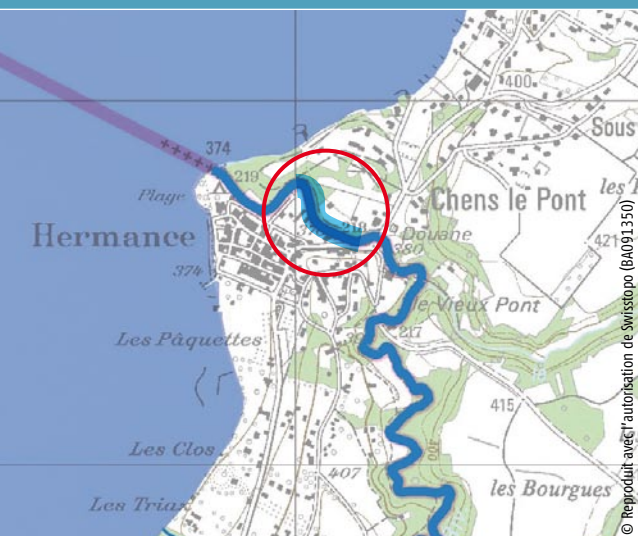 400
Sous
374
219
Plage
Chens le Pont
les
Hermance
Douane
380
421
374
le Vieux Pont
217
Les Pâquettes
415
Les Clos
407
les Bourgues
Les Triaz
© Reproduit avec l'autorisation de Swisstopo (BA091350)